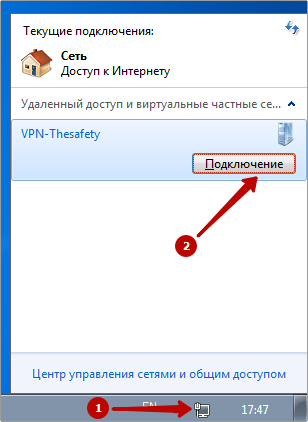 Текущие подключения:
Сеть
Доступ к Интернету
Удаленный доступ и виртуальные частные се...
VPN-Thesafety
Подключение
2
Центр управления сетями и общим доступом
1
EN
17:47